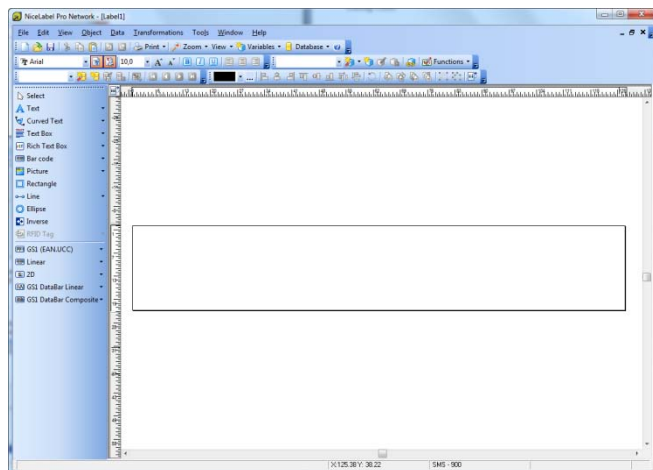 NiceLabel Pro Network - [Label1]
File Edit View Object Data Transformations Tools Window Help
Print Zoom View Variables Database
Arial 10,0 Functions
Select
Text
Curved Text
Text Box
Rich Text Box
Bar code
Picture
Rectangle
Line
Ellipse
Inverse
RFID Tag
GS1 (EAN.UCC)
Linear
2D
GS1 DataBar Linear
GS1 DataBar Composite
X:125.38 Y: 38.22 SMS - 900